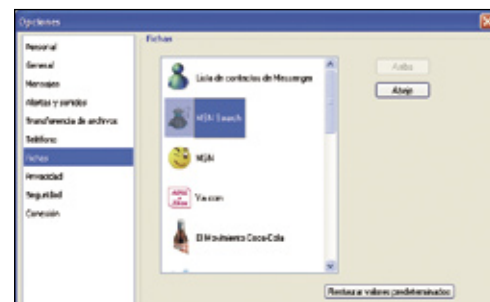 Opciones
Personal
General
Mensajes
Alertas y sonidos
Transferencia de archivos
Teléfono
Fichas
Privacidad
Seguridad
Conexión
Fichas
Lista de contactos de Messenger
MSN Search
MSN
Ya.com
El Movimiento Coca-Cola
Arriba
Abajo
Restaurar valores predeterminados